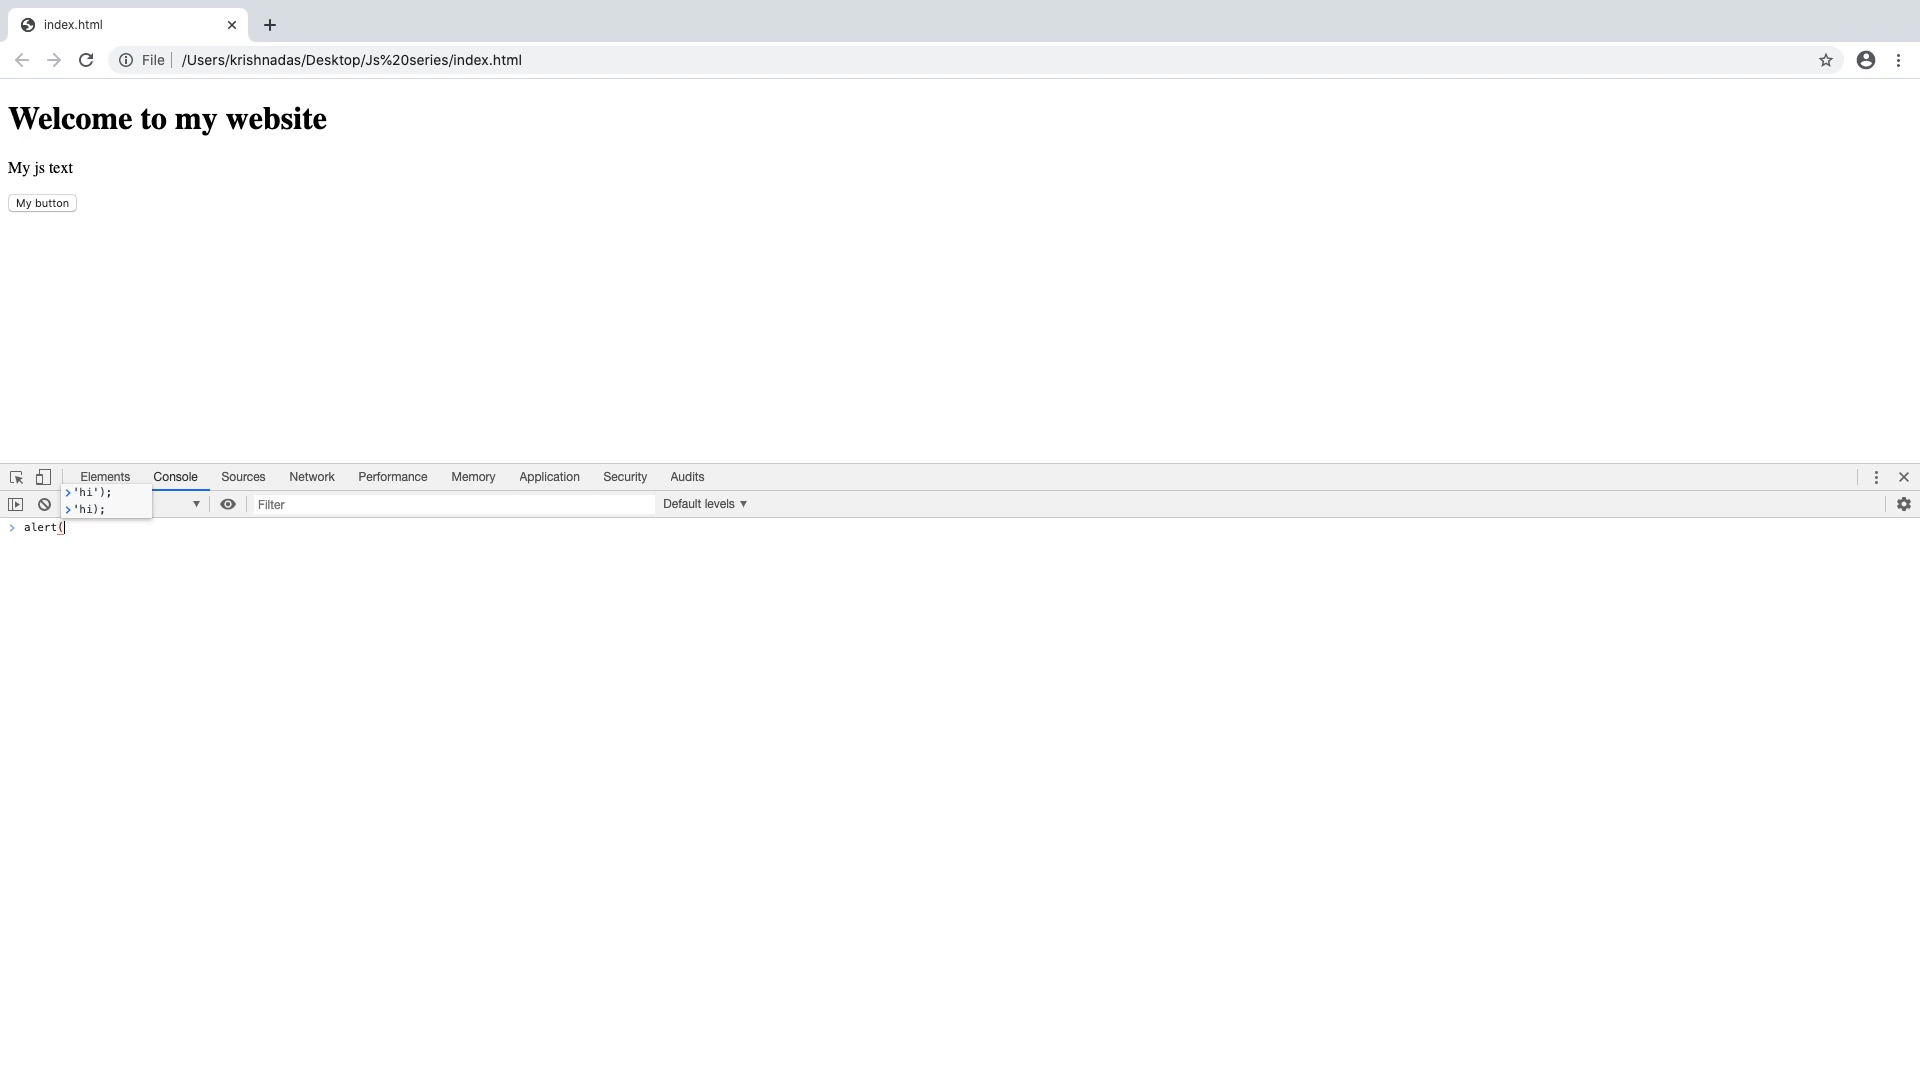 index.html
File /Users/krishnadas/Desktop/Js%20series/index.html
Welcome to my website
My js text
My button
Elements Console Sources Network Performance Memory Application Security Audits
>'hi');
>'hi);
Filter Default levels ▼
> alert(